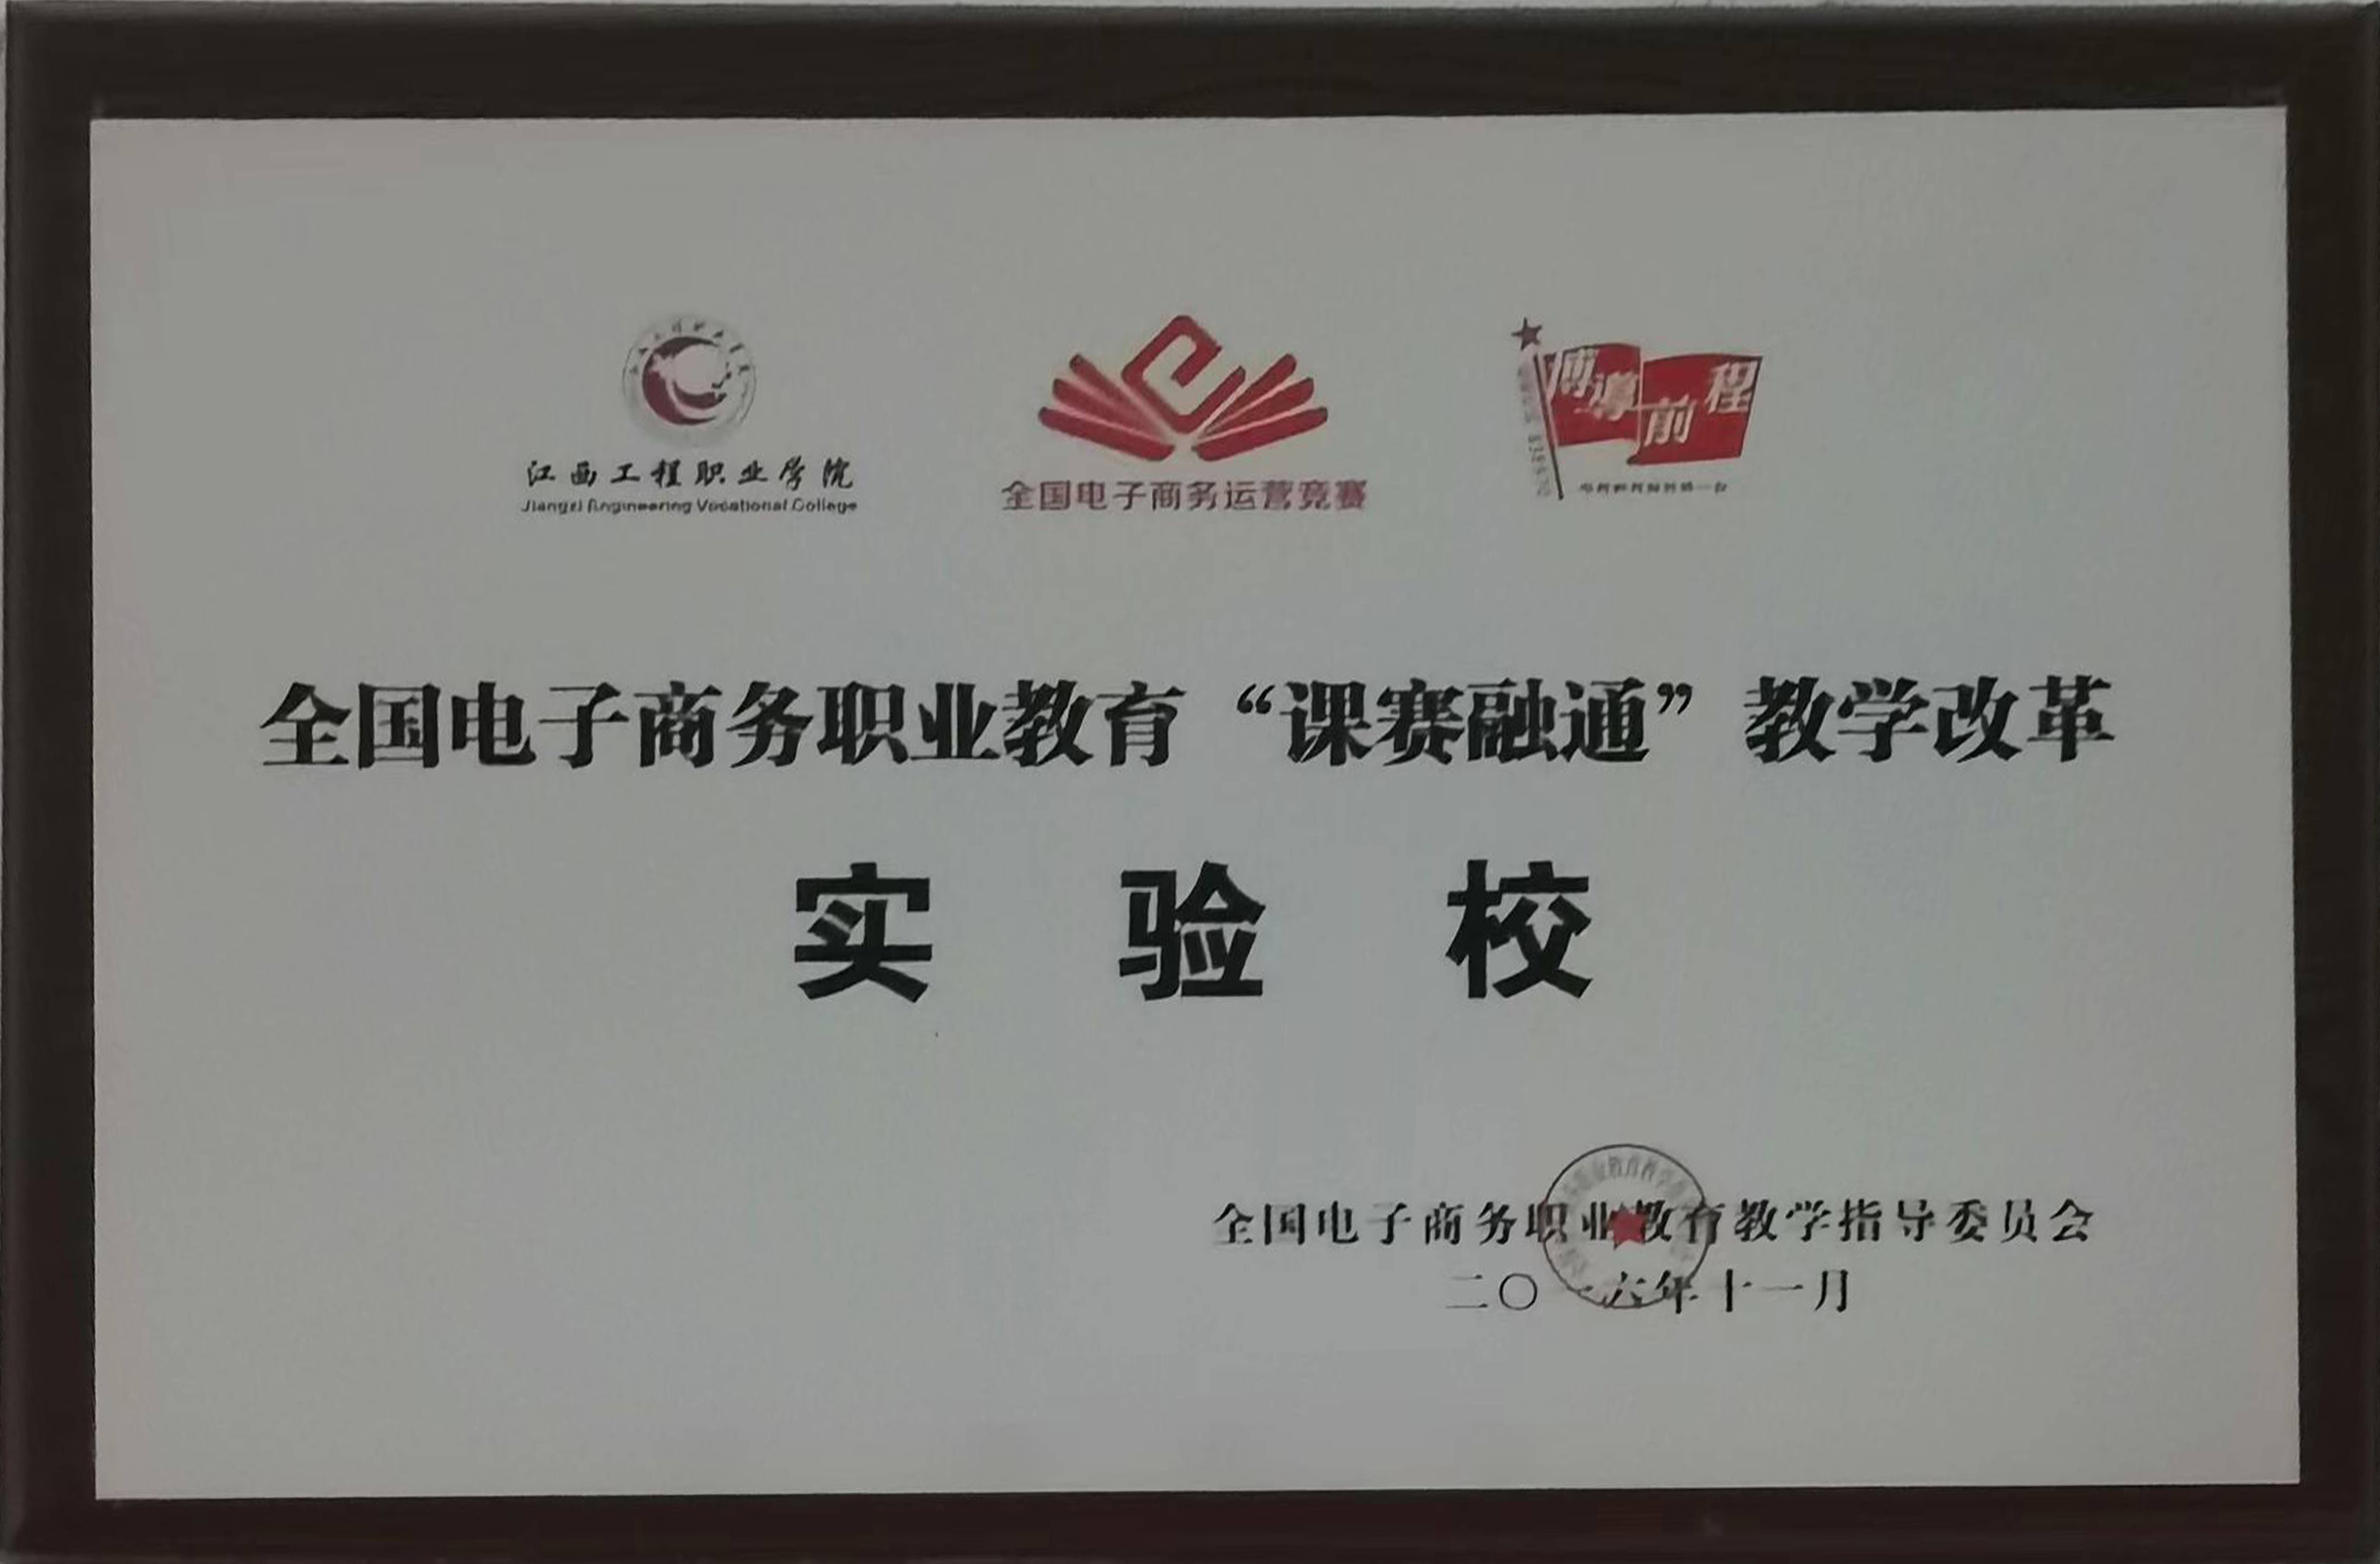 江西工程职业学院
Jiangxi Engineering Vocational College
全国电子商务运营竞赛
博導前程
全国电子商务职业教育“课赛融通”教学改革
实验校
全国电子商务职业教育教学指导委员会
二〇一六年十一月